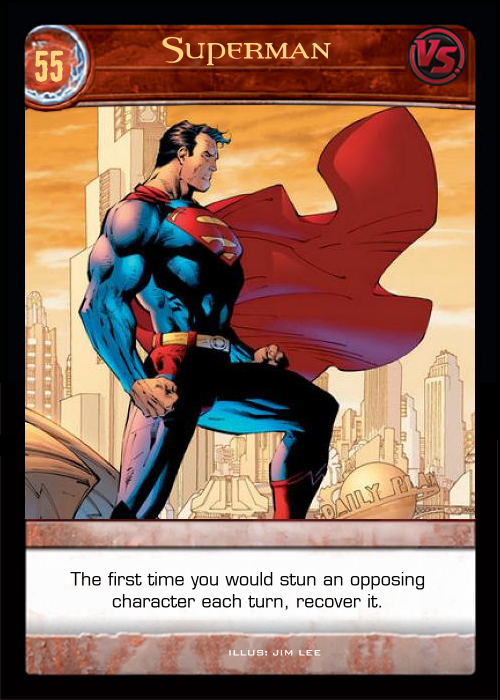 55
Superman
VS.
S
DAILY PLA
The first time you would stun an opposing
character each turn, recover it.
ILLUS: JIM LEE